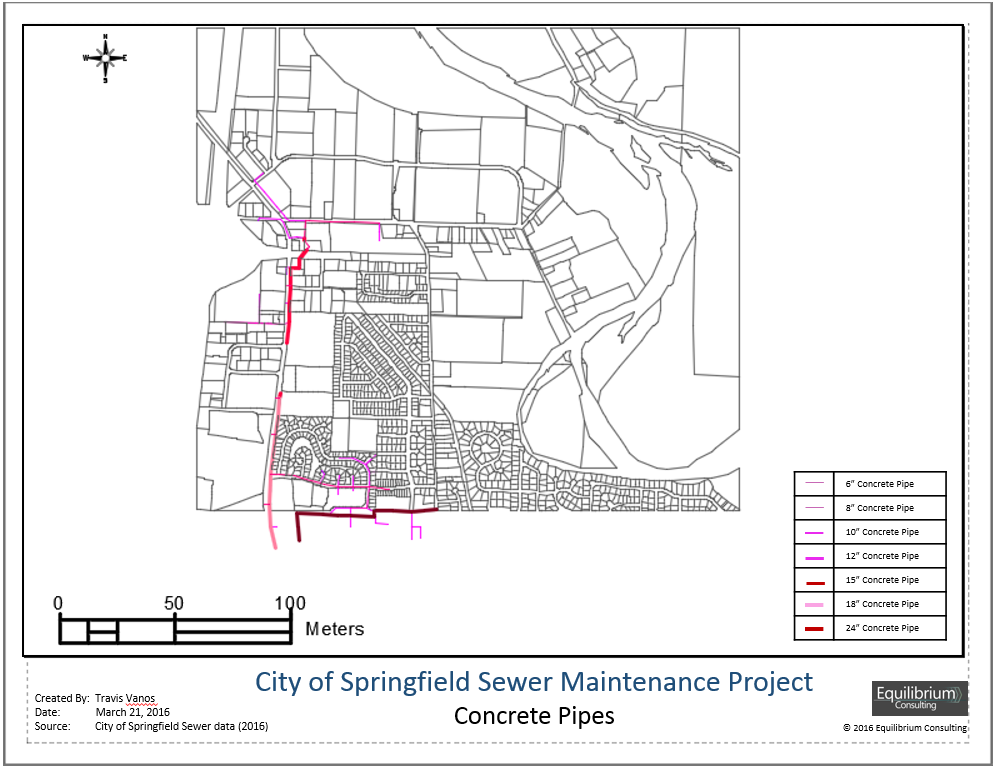 N
W E
S
6" Concrete Pipe
8" Concrete Pipe
10" Concrete Pipe
12" Concrete Pipe
15" Concrete Pipe
18" Concrete Pipe
24" Concrete Pipe
0 50 100
Meters
City of Springfield Sewer Maintenance Project
Concrete Pipes
Created By: Travis Vanos
Date: March 21, 2016
Source: City of Springfield Sewer data (2016)
Equilibrium
Consulting
© 2016 Equilibrium Consulting